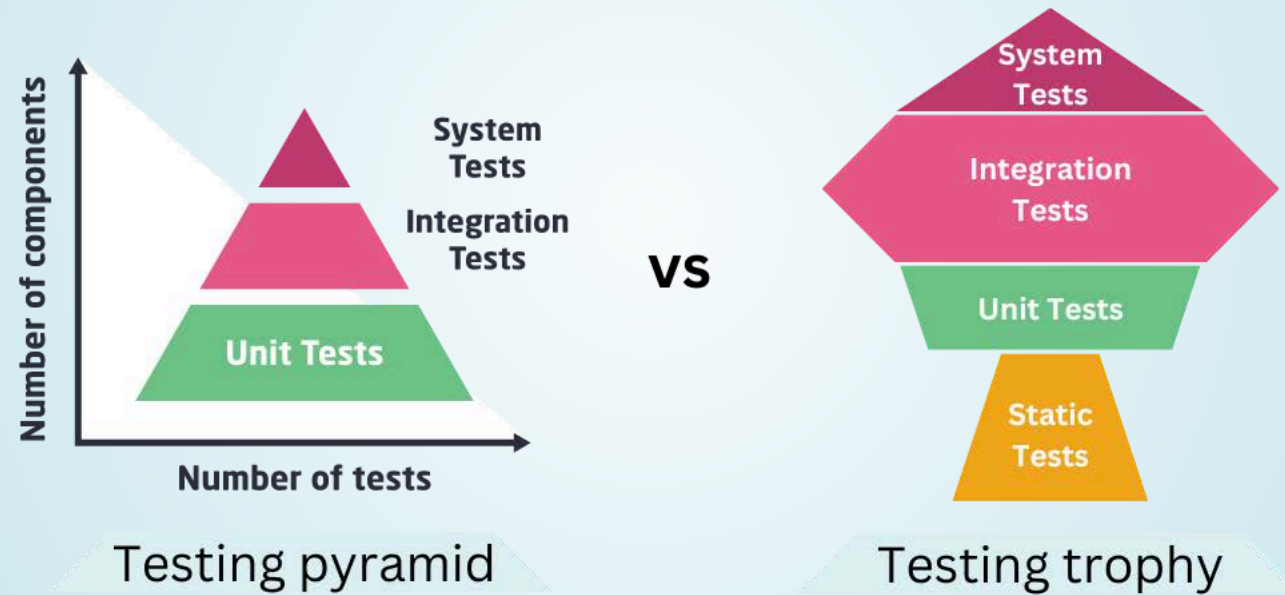 Number of components
System
Tests
Integration
Tests
Unit Tests
Number of tests
Testing pyramid
vs
System
Tests
Integration
Tests
Unit Tests
Static
Tests
Testing trophy